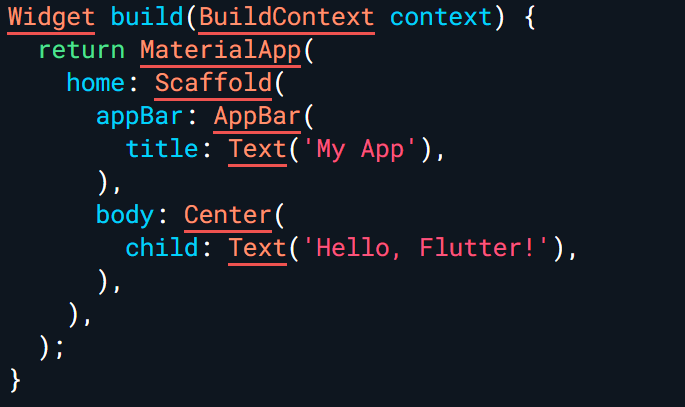 Widget build(BuildContext context) {
  return MaterialApp(
    home: Scaffold(
      appBar: AppBar(
        title: Text('My App'),
      ),
      body: Center(
        child: Text('Hello, Flutter!'),
      ),
    ),
  );
}